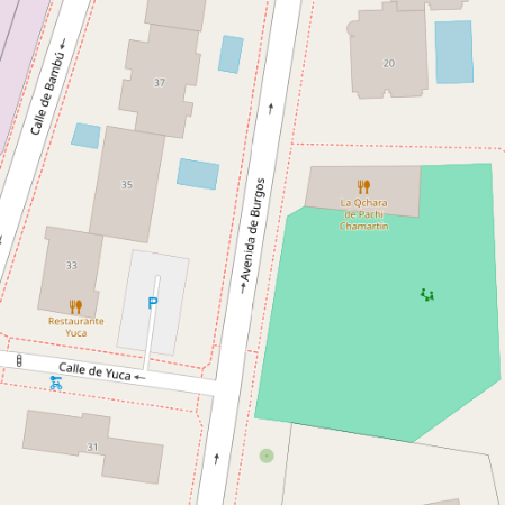 20
37
Calle de Bambú
35
La Qchara
de Pachi
Chamartín
Avenida de Burgos
33
P
Restaurante
Yuca
Calle de Yuca
31